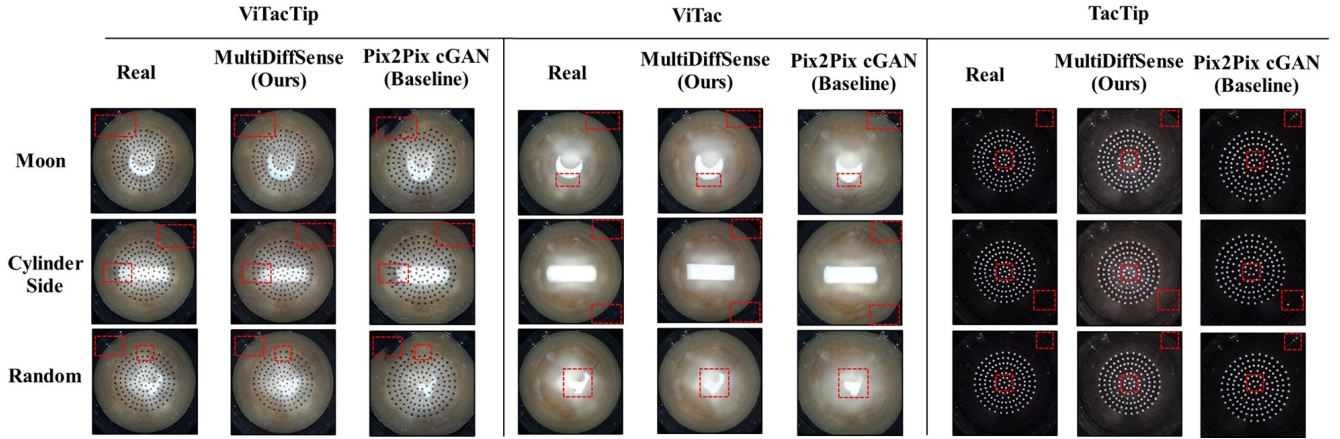 ViTacTip ViTac TacTip
Real MultiDiffSense (Ours) Pix2Pix cGAN (Baseline) Real MultiDiffSense (Ours) Pix2Pix cGAN (Baseline) Real MultiDiffSense (Ours) Pix2Pix cGAN (Baseline)
Moon
Cylinder
Side
Random